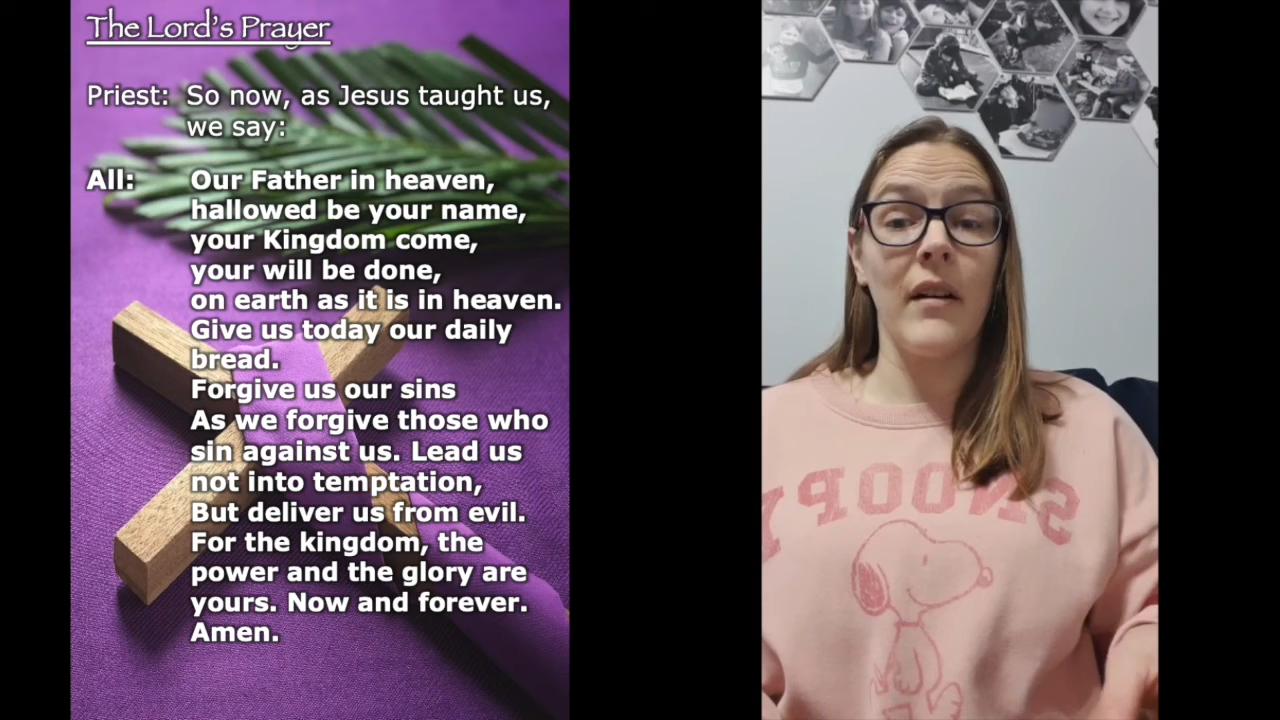 The Lord's Prayer
Priest: So now, as Jesus taught us,
we say:
All: Our Father in heaven,
hallowed be your name,
your Kingdom come,
your will be done,
on earth as it is in heaven.
Give us today our daily
bread.
Forgive us our sins
As we forgive those who
sin against us. Lead us
not into temptation,
But deliver us from evil.
For the kingdom, the
power and the glory are
yours. Now and forever.
Amen.
SNOOPY